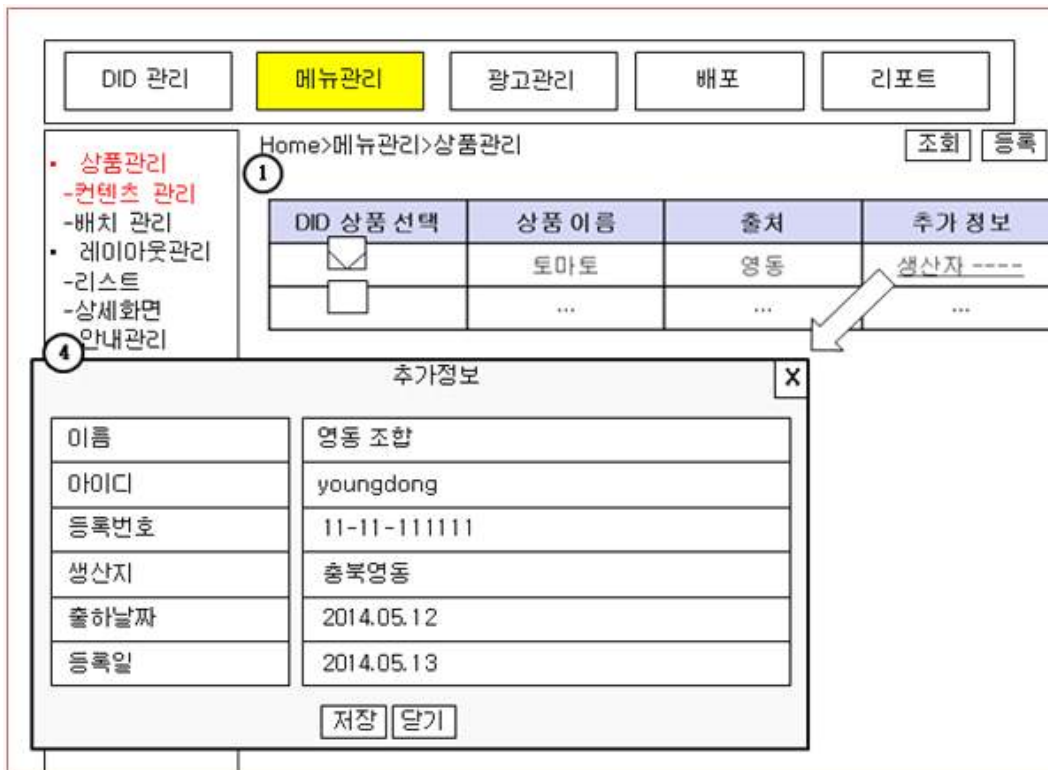 DID 관리 메뉴관리 광고관리 배포 리포트
Home>메뉴관리>상품관리 조회 등록
▪ 상품관리
-컨텐츠 관리
-배치 관리
▪ 레이아웃관리
-리스트
-상세화면
안내관리
1
DID 상품 선택 상품 이름 출처 추가 정보
토마토 영동 생산자 ----
... ... ...
4
추가정보 X
이름 영동 조합
아이디 youngdong
등록번호 11-11-111111
생산지 충북영동
출하날짜 2014.05.12
등록일 2014.05.13
저장 닫기